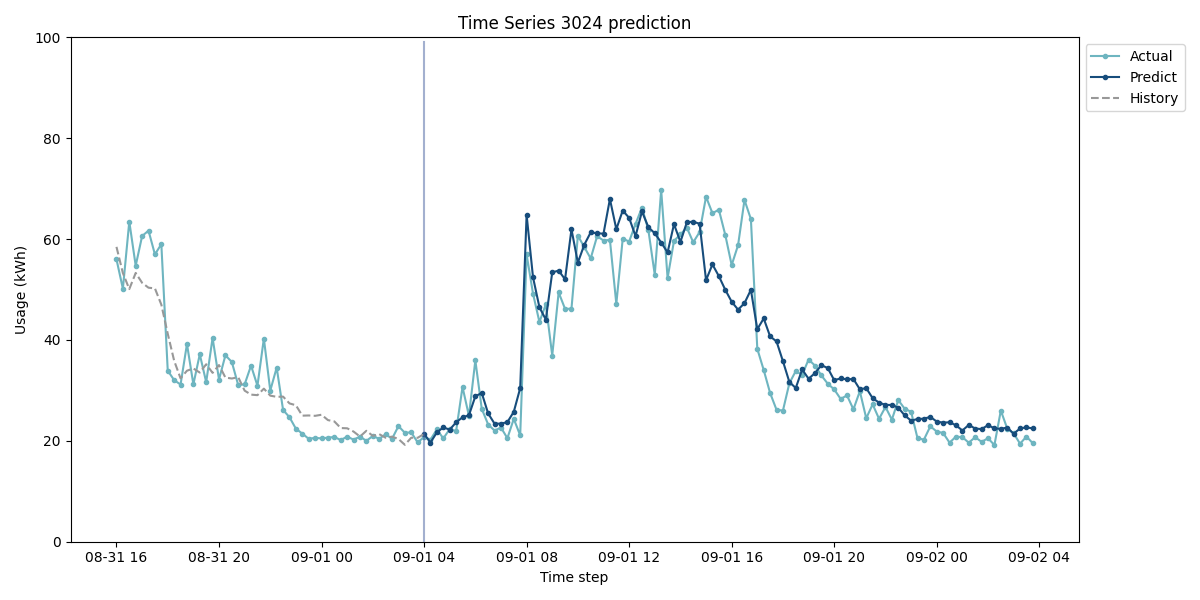 Time Series 3024 prediction
100
80
60
40
20
0
Usage (kWh)
08-31 16
08-31 20
09-01 00
09-01 04
09-01 08
09-01 12
09-01 16
09-01 20
09-02 00
09-02 04
Time step
Actual
Predict
History